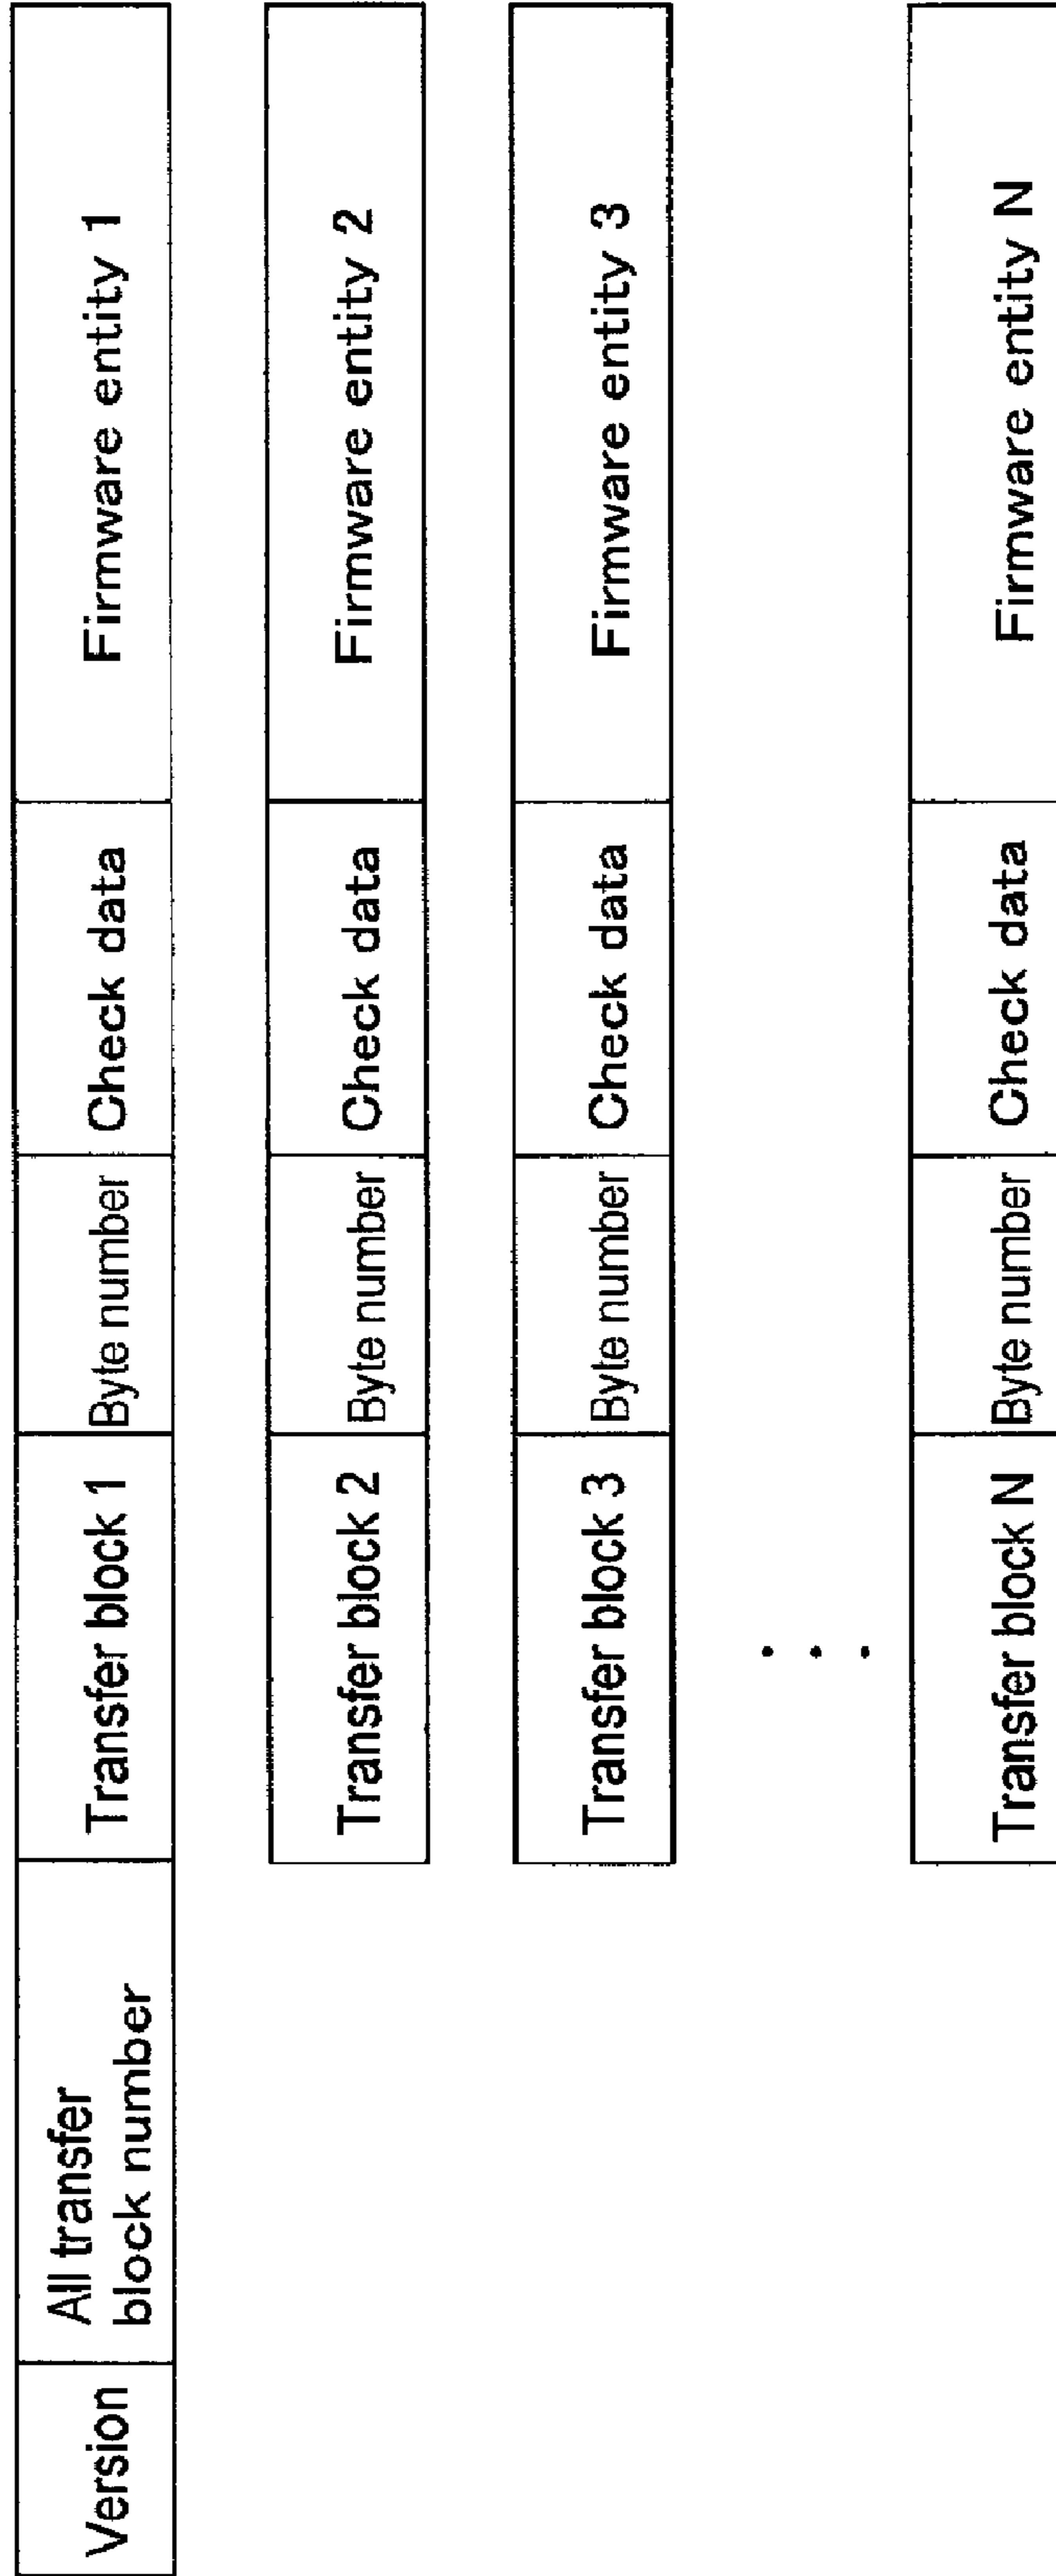 Version
All transfer
block number
Transfer block 1
Byte number
Check data
Firmware entity 1
Transfer block 2
Byte number
Check data
Firmware entity 2
Transfer block 3
Byte number
Check data
Firmware entity 3
. . .
Transfer block N
Byte number
Check data
Firmware entity N